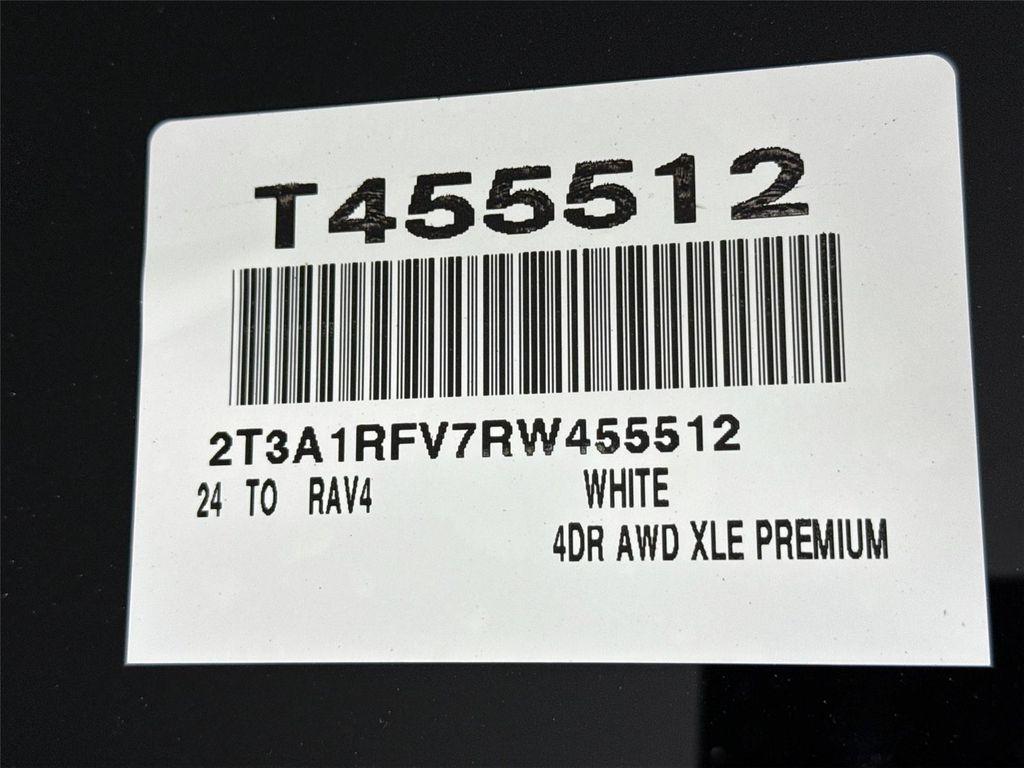 T455512
2T3A1RFV7RW455512
24 TO RAV4 WHITE
4DR AWD XLE PREMIUM